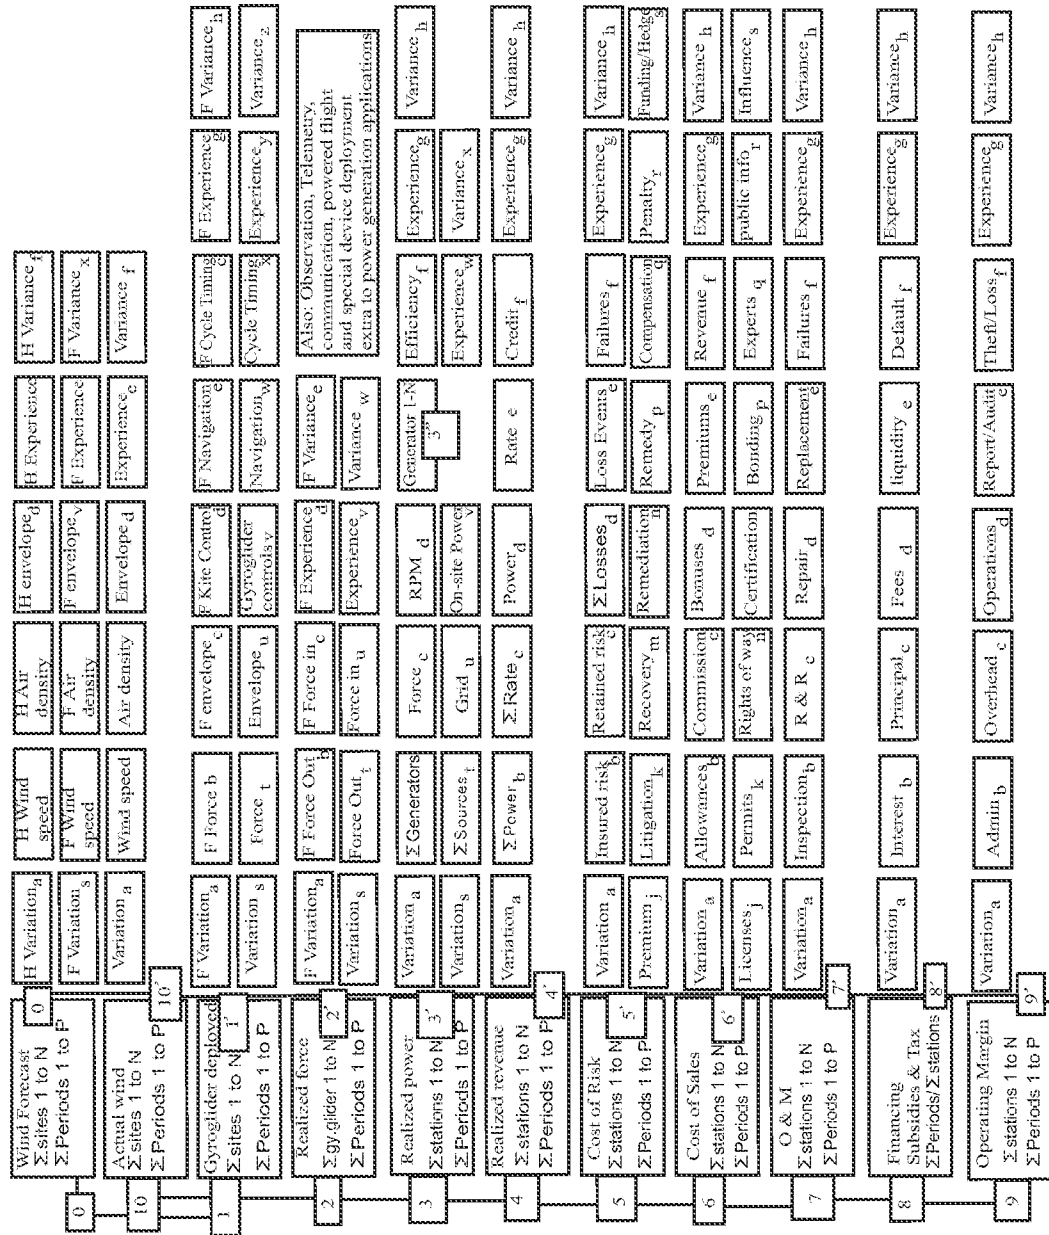 0
Wind Forecast
Σ sites 1 to N
Σ Periods 1 to P
0'
H Variation a
H Wind speed
H Air density
H envelope d
H Experience
H Variance f
F Variation s
F Wind speed
F Air density
F envelope v
F Experience
F Variance x
10
Actual wind
Σ sites 1 to N
Σ Periods 1 to P
10'
Variation a
Wind speed
Air density
Envelope d
Experience e
Variance f
1
Gyroglider deployed
Σ sites 1 to N
Σ Periods 1 to P
1'
F Variation a
F Force b
F envelope c
F Kite Control d
F Navigation e
F Cycle Timing c
F Experience g
F Variance h
Variation s
Force t
Envelope u
Gyroglider controls v
Navigation w
Cycle Timing x
Experience y
Variance z
2
Realized force
Σ gy.glider 1 to N
Σ Periods 1 to P
2'
F Variation a
F Force Out b
F Force in c
F Experience d
F Variance e
Variation s
Force Out t
Force in u
Experience v
Variance w
Also: Observation, Telemetry,
communication, powered flight
and special device deployment
extra to power generation applications
3
Realized power
Σ stations 1 to N
Σ Periods 1 to P
3'
Variation a
Σ Generators
Force c
RPM d
Generator 1-N
3"
Efficiency f
Experience g
Variance h
Variation s
Σ Sources t
Grid u
On-site Power v
Experience w
Variance x
4
Realized revenue
Σ stations 1 to N
Σ Periods 1 to P
4'
Variation a
Σ Power b
Σ Rate c
Power d
Rate e
Credit f
Experience g
Variance h
5
Cost of Risk
Σ stations 1 to N
Σ Periods 1 to P
5'
Variation a
Insured risk b
Retained risk c
Σ Losses d
Loss Events e
Failures f
Experience g
Variance h
Premium j
Litigation k
Recovery m
Remediation n
Remedy p
Compensation q
Penalty r
Funding/Hedge s
6
Cost of Sales
Σ stations 1 to N
Σ Periods 1 to P
6'
Variation a
Allowances b
Commission c
Bonuses d
Premiums e
Revenue f
Experience g
Variance h
Licenses j
Permits k
Rights of way m
Certification n
Bonding p
Experts q
public info r
Influence s
7
O & M
Σ stations 1 to N
Σ Periods 1 to P
7'
Variation a
Inspection b
R & R c
Repair d
Replacement e
Failures f
Experience g
Variance h
8
Financing
Subsidies & Tax
Σ Periods/Σ stations
8'
Variation a
Interest b
Principal c
Fees d
liquidity e
Default f
Experience g
Variance h
9
Operating Margin
Σ stations 1 to N
Σ Periods 1 to P
9'
Variation a
Admin b
Overhead c
Operations d
Report/Audit e
Theft/Loss f
Experience g
Variance h